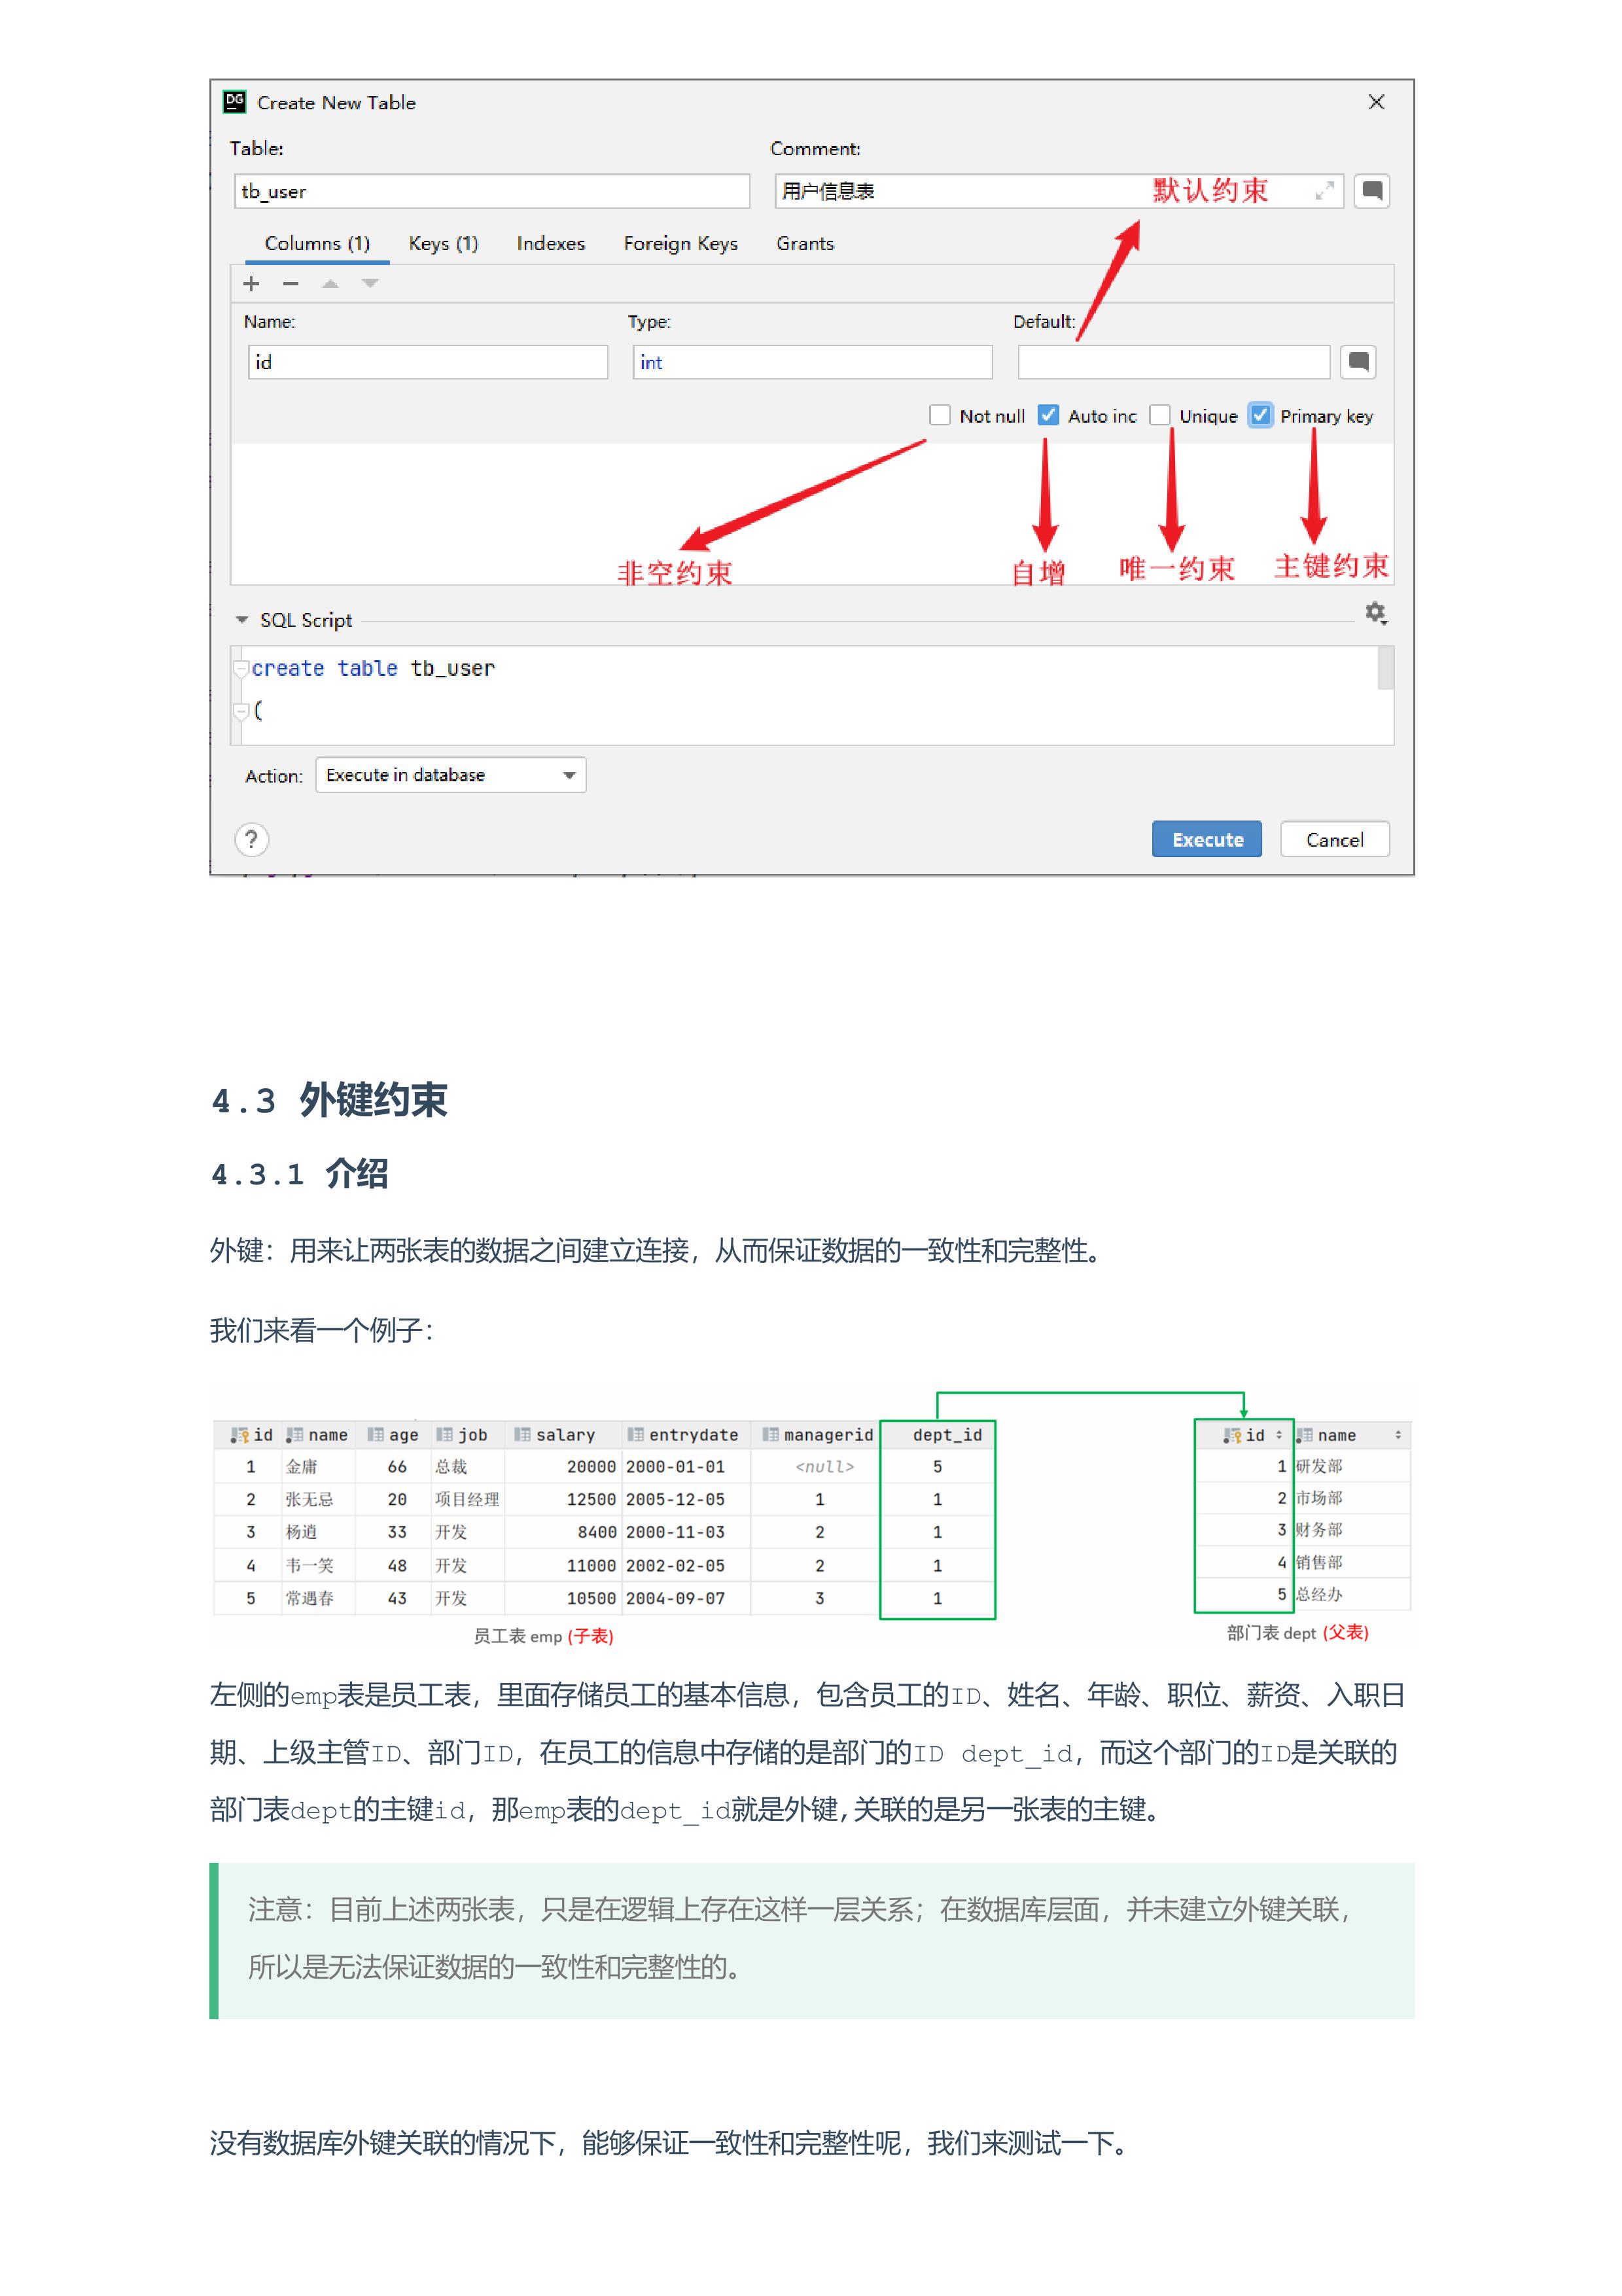 DG Create New Table
Table: Comment:
tb_user 用户信息表 默认约束
Columns (1) Keys (1) Indexes Foreign Keys Grants
Name: Type: Default:
id int
Not null Auto inc Unique Primary key
非空约束 自增 唯一约束 主键约束
SQL Script
create table tb_user
(
Action: Execute in database
? Execute Cancel
4.3 外键约束
4.3.1 介绍
外键：用来让两张表的数据之间建立连接，从而保证数据的一致性和完整性。
我们来看一个例子：
id name age job salary entrydate managerid dept_id
1 金庸 66 总裁 20000 2000-01-01 <null> 5
2 张无忌 20 项目经理 12500 2005-12-05 1 1
3 杨逍 33 开发 8400 2000-11-03 2 1
4 韦一笑 48 开发 11000 2002-02-05 2 1
5 常遇春 43 开发 10500 2004-09-07 3 1
员工表 emp (子表)
id name
1 研发部
2 市场部
3 财务部
4 销售部
5 总经办
部门表 dept (父表)
左侧的emp表是员工表，里面存储员工的基本信息，包含员工的ID、姓名、年龄、职位、薪资、入职日
期、上级主管ID、部门ID，在员工的信息中存储的是部门的ID dept_id，而这个部门的ID是关联的
部门表dept的主键id，那emp表的dept_id就是外键,关联的是另一张表的主键。
注意：目前上述两张表，只是在逻辑上存在这样一层关系；在数据库层面，并未建立外键关联，
所以是无法保证数据的一致性和完整性的。
没有数据库外键关联的情况下，能够保证一致性和完整性呢，我们来测试一下。